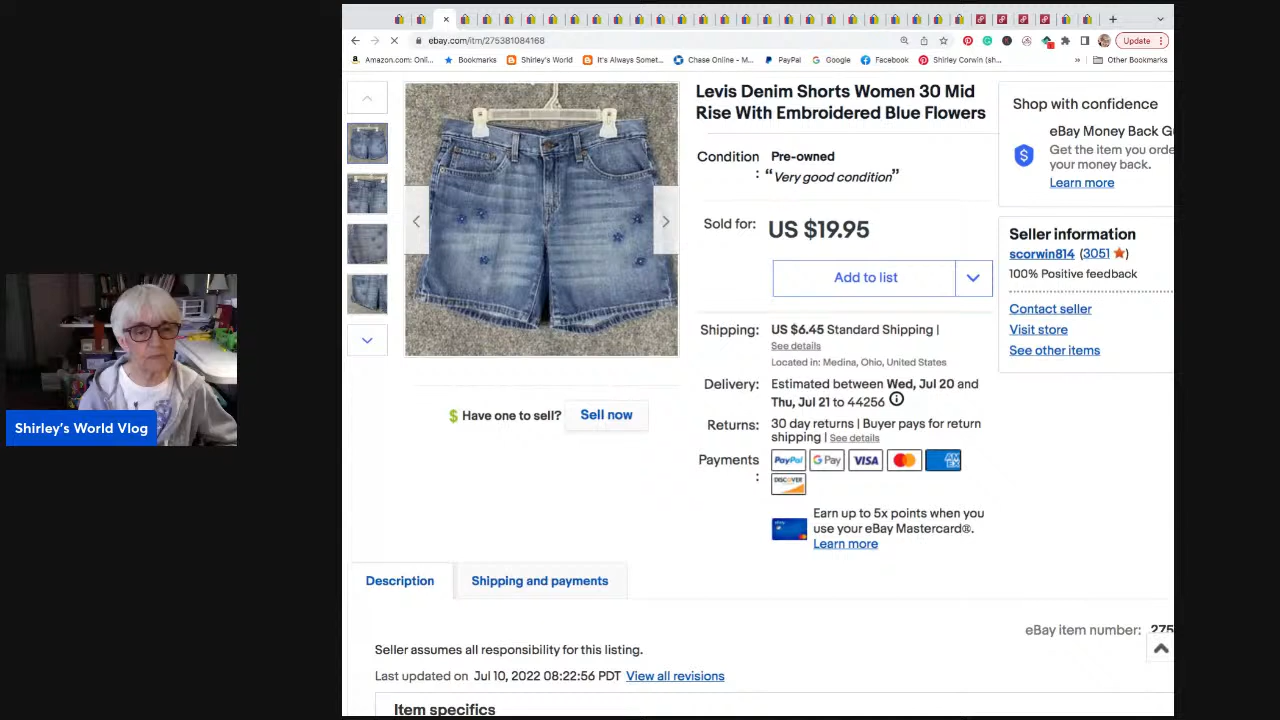 Update
ebay.com/itm/275381084168
Amazon.com: Onli...
Bookmarks
Shirley's World
It's Always Somet...
Chase Online - M...
PayPal
Google
Facebook
Shirley Corwin (sh...
»
Other Bookmarks
Levis Denim Shorts Women 30 Mid
Rise With Embroidered Blue Flowers
Condition
:
Pre-owned
“Very good condition”
Sold for:
US $19.95
Add to list
Shipping:
US $6.45 Standard Shipping |
See details
Located in: Medina, Ohio, United States
Delivery:
Estimated between Wed, Jul 20 and
Thu, Jul 21 to 44256
Returns:
30 day returns | Buyer pays for return
shipping | See details
Payments
:
PayPal
G Pay
VISA
AM
EX
DISCOVER
Earn up to 5x points when you
use your eBay Mastercard®.
Learn more
Shop with confidence
eBay Money Back G
Get the item you orde
your money back.
Learn more
Seller information
scorwin814 (3051)
100% Positive feedback
Contact seller
Visit store
See other items
Have one to sell?
Sell now
Shirley's World Vlog
Description
Shipping and payments
eBay item number: 275
Seller assumes all responsibility for this listing.
Last updated on Jul 10, 2022 08:22:56 PDT View all revisions
Item specifics